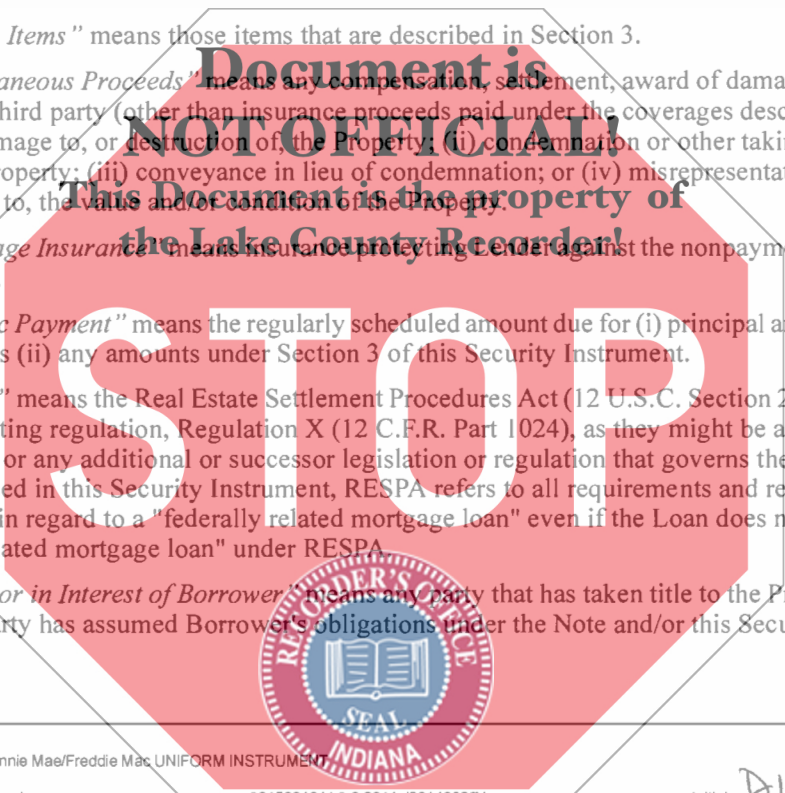 Items" means those items that are described in Section 3.
Document is
aneous Proceeds" means any compensation, settlement, award of dama
hird party (other than insurance proceeds paid under the coverages desc
NOT OFFICIAL!
mage to, or destruction of, the Property; (ii) condemnation or other takin
roperty; (iii) conveyance in lieu of condemnation; or (iv) misrepresentat
This Document is the property of
to, the value and/or condition of the Property.
the Lake County Recorder!
age Insurance" means insurance protecting Lender against the nonpaym
c Payment" means the regularly scheduled amount due for (i) principal a
s (ii) any amounts under Section 3 of this Security Instrument.
STOP
" means the Real Estate Settlement Procedures Act (12 U.S.C. Section 2
ting regulation, Regulation X (12 C.F.R. Part 1024), as they might be a
or any additional or successor legislation or regulation that governs the
ed in this Security Instrument, RESPA refers to all requirements and re
in regard to a "federally related mortgage loan" even if the Loan does n
ated mortgage loan" under RESPA.
or in Interest of Borrower" means any party that has taken title to the P
rty has assumed Borrower's obligations under the Note and/or this Secu
RECORDER'S OFFICE
SEAL
INDIANA
nnie Mae/Freddie Mac UNIFORM INSTRUMENT